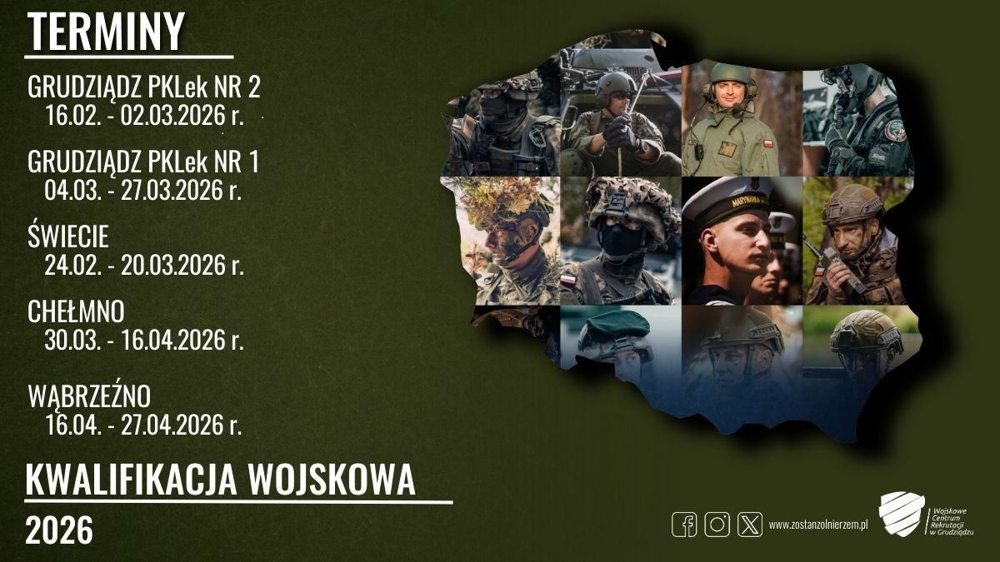 TERMINY
GRUDZIĄDZ PKLek NR 2
16.02. - 02.03.2026 r.
GRUDZIĄDZ PKLek NR 1
04.03. - 27.03.2026 r.
ŚWIECIE
24.02. - 20.03.2026 r.
CHEŁMNO
30.03. - 16.04.2026 r.
WĄBRZEŹNO
16.04. - 27.04.2026 r.
KWALIFIKACJA WOJSKOWA
2026
MARYNARKA
www.zostanzolnierzem.pl
Wojskowe
Centrum
Rekrutacji
w Grudziądzu